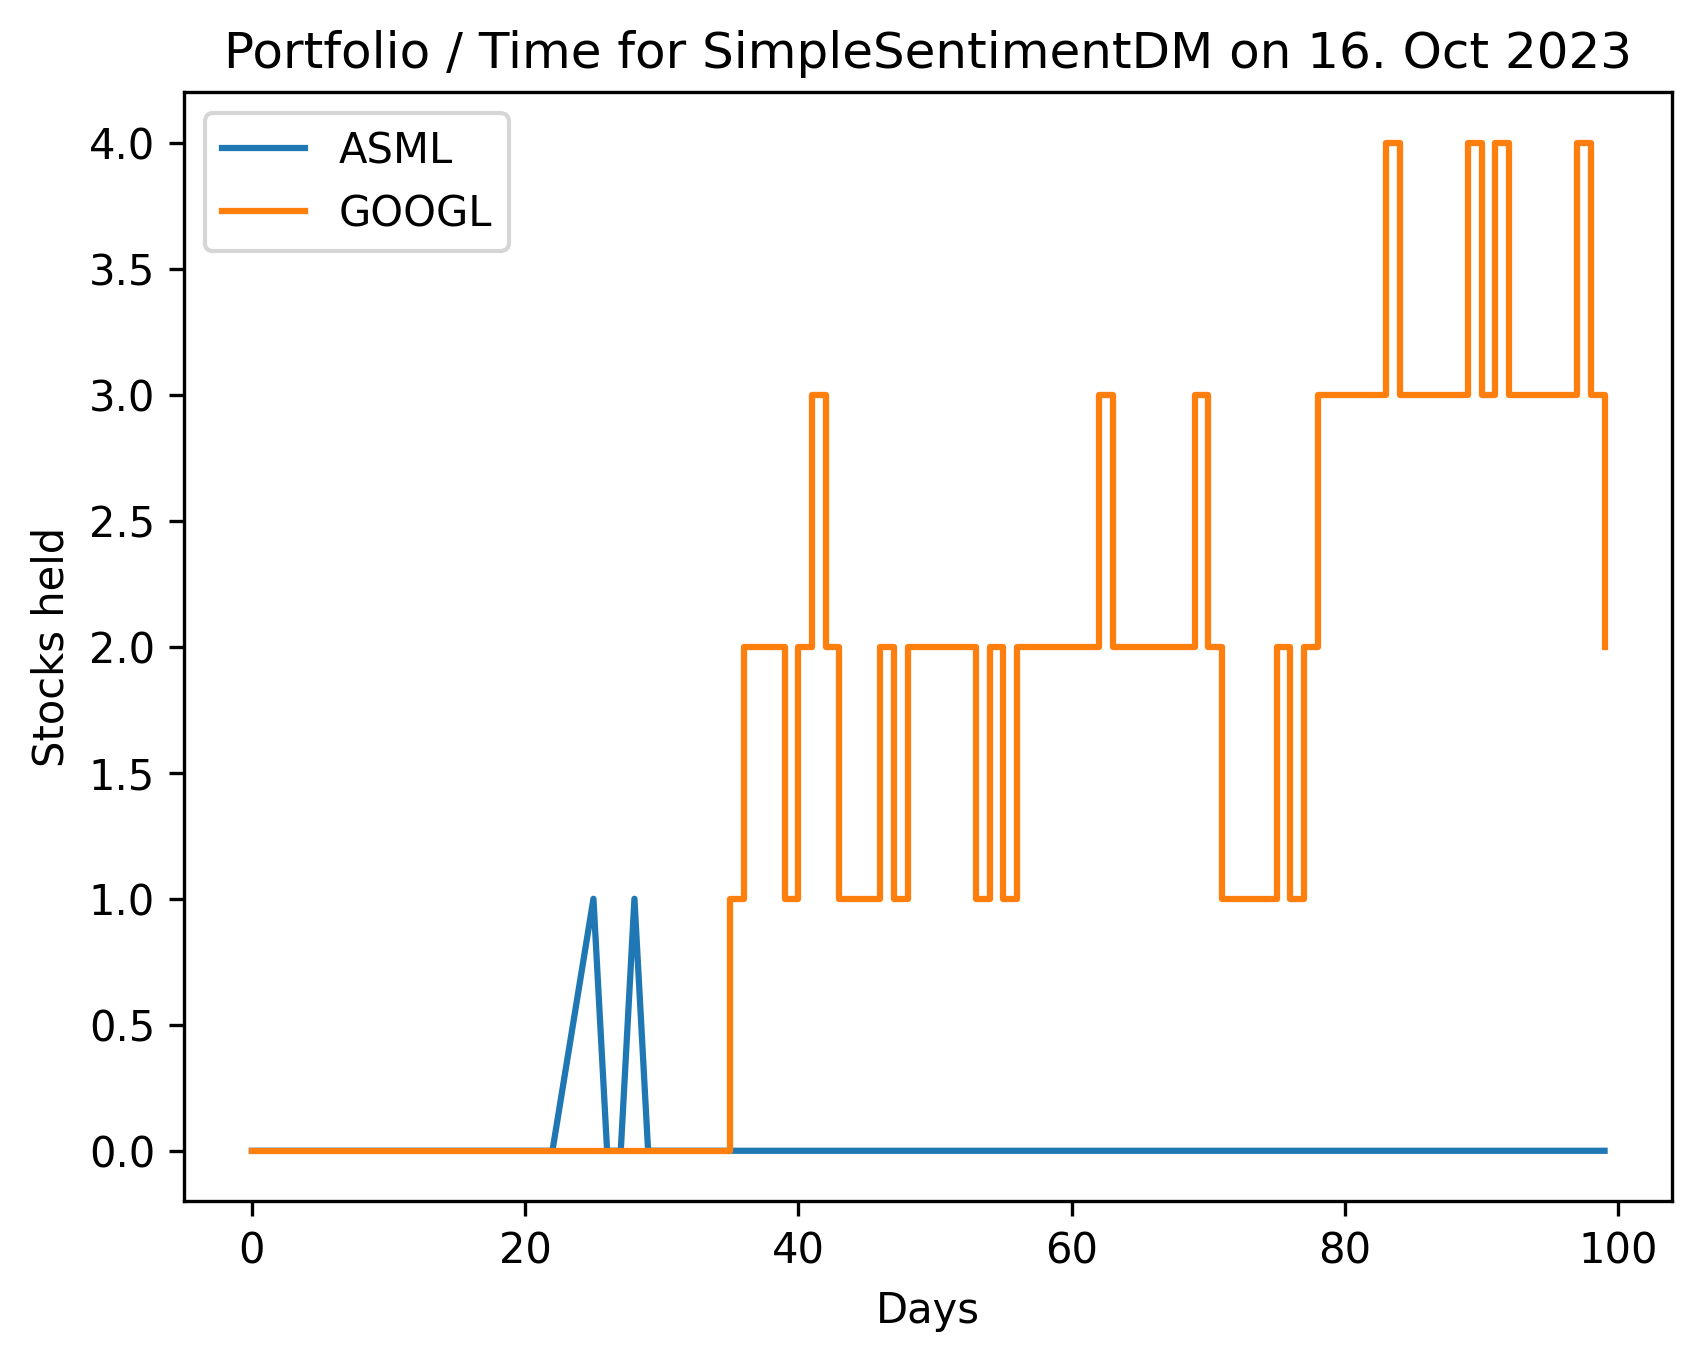 Portfolio / Time for SimpleSentimentDM on 16. Oct 2023
ASML
GOOGL
4.0
3.5
3.0
2.5
2.0
1.5
1.0
0.5
0.0
Stocks held
0 20 40 60 80 100
Days